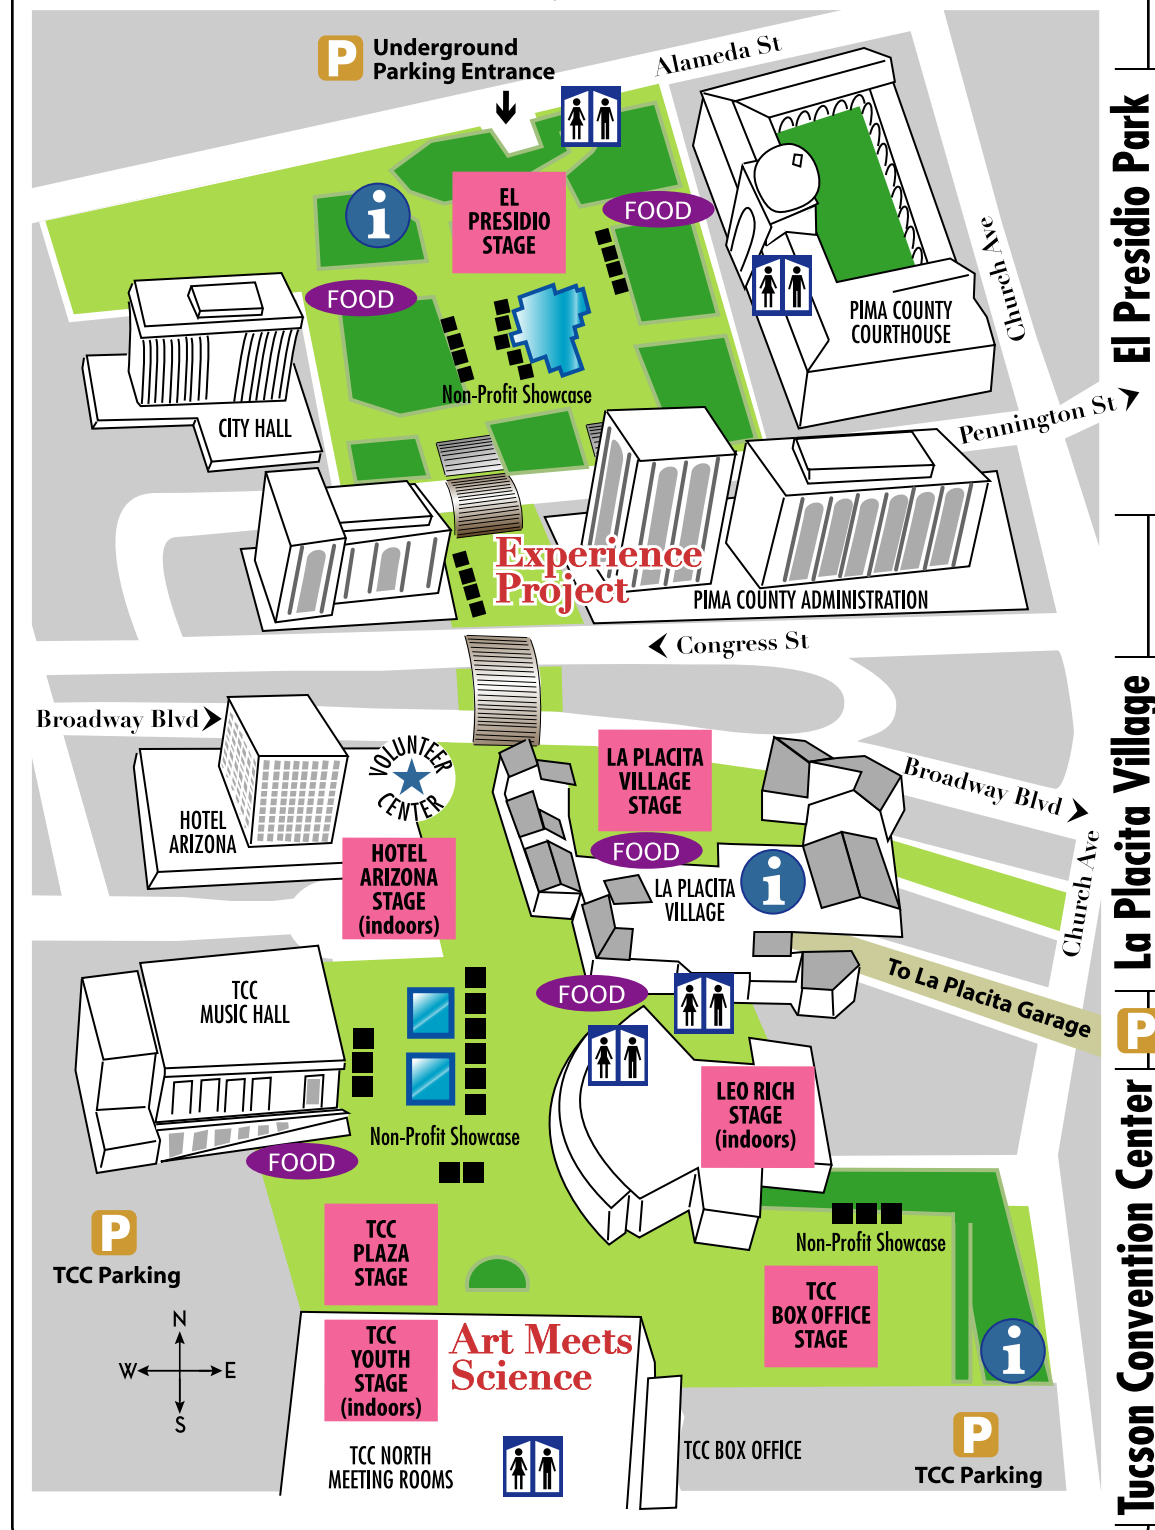 P
Underground
Parking Entrance
Alameda St
i
EL
PRESIDIO
STAGE
FOOD
FOOD
Church Ave
PIMA COUNTY
COURTHOUSE
Non-Profit Showcase
CITY HALL
Pennington St
Experience
Project
PIMA COUNTY ADMINISTRATION
Congress St
Broadway Blvd
VOLUNTEER
CENTER
LA PLACITA
VILLAGE
STAGE
Broadway Blvd
HOTEL
ARIZONA
HOTEL
ARIZONA
STAGE
(indoors)
FOOD
LA PLACITA
VILLAGE
i
Church Ave
To La Placita Garage
P
TCC
MUSIC HALL
FOOD
LEO RICH
STAGE
(indoors)
Non-Profit Showcase
FOOD
P
TCC Parking
TCC
PLAZA
STAGE
Non-Profit Showcase
TCC
BOX OFFICE
STAGE
i
N
W
E
S
TCC
YOUTH
STAGE
(indoors)
Art Meets
Science
TCC NORTH
MEETING ROOMS
TCC BOX OFFICE
P
TCC Parking
El Presidio Park
La Placita Village
Tucson Convention Center